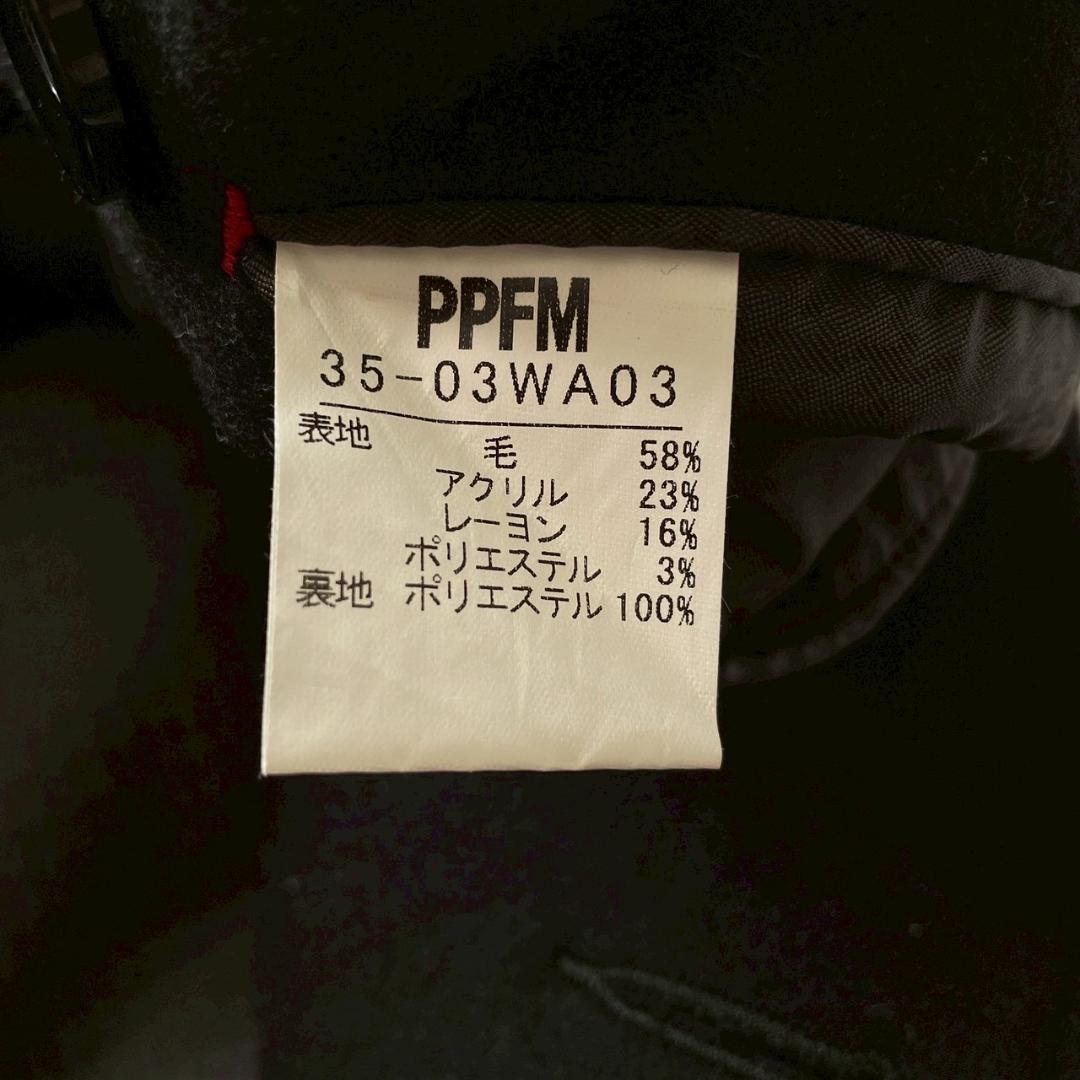 PPFM
35-03WA03
表地 毛 58%
アクリル 23%
レーヨン 16%
ポリエステル 3%
裏地 ポリエステル 100%